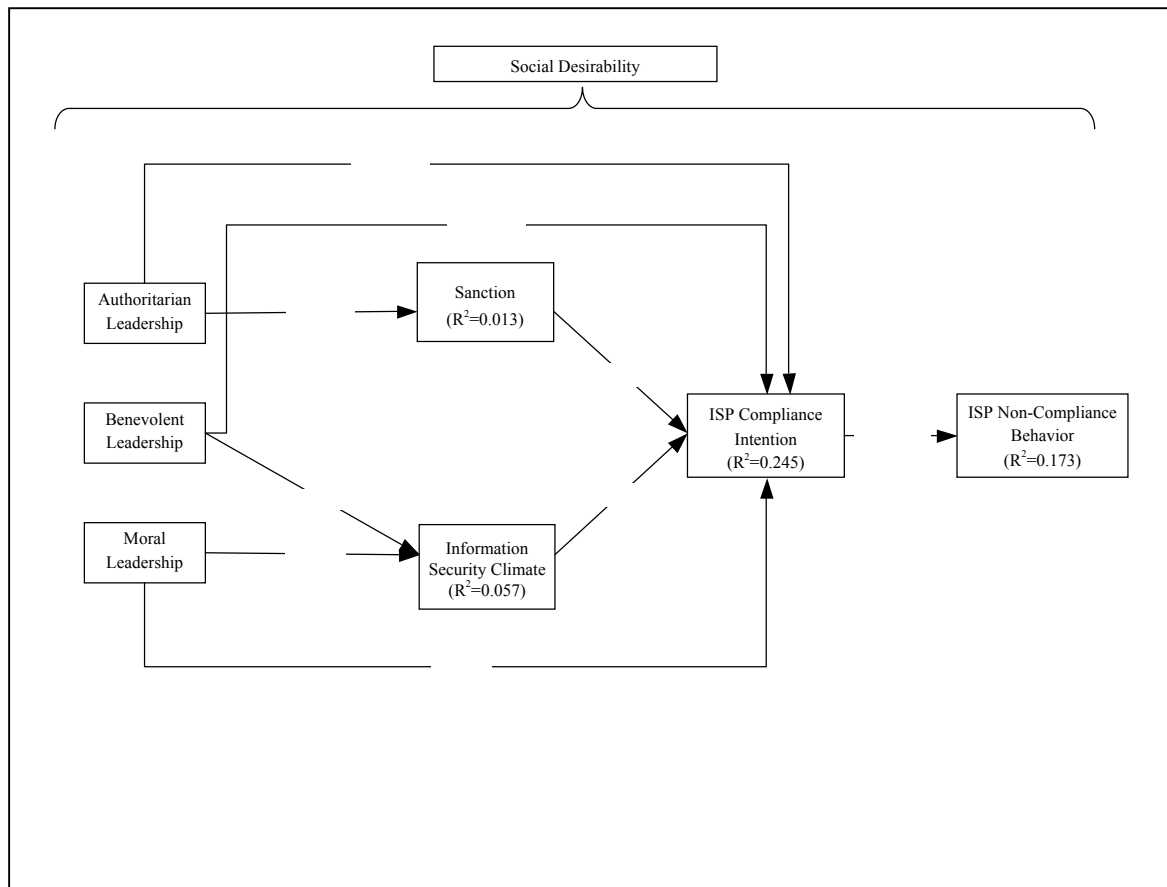 Social Desirability
Authoritarian
Leadership
Sanction
(R²=0.013)
Benevolent
Leadership
ISP Compliance
Intention
(R²=0.245)
ISP Non-Compliance
Behavior
(R²=0.173)
Moral
Leadership
Information
Security Climate
(R²=0.057)